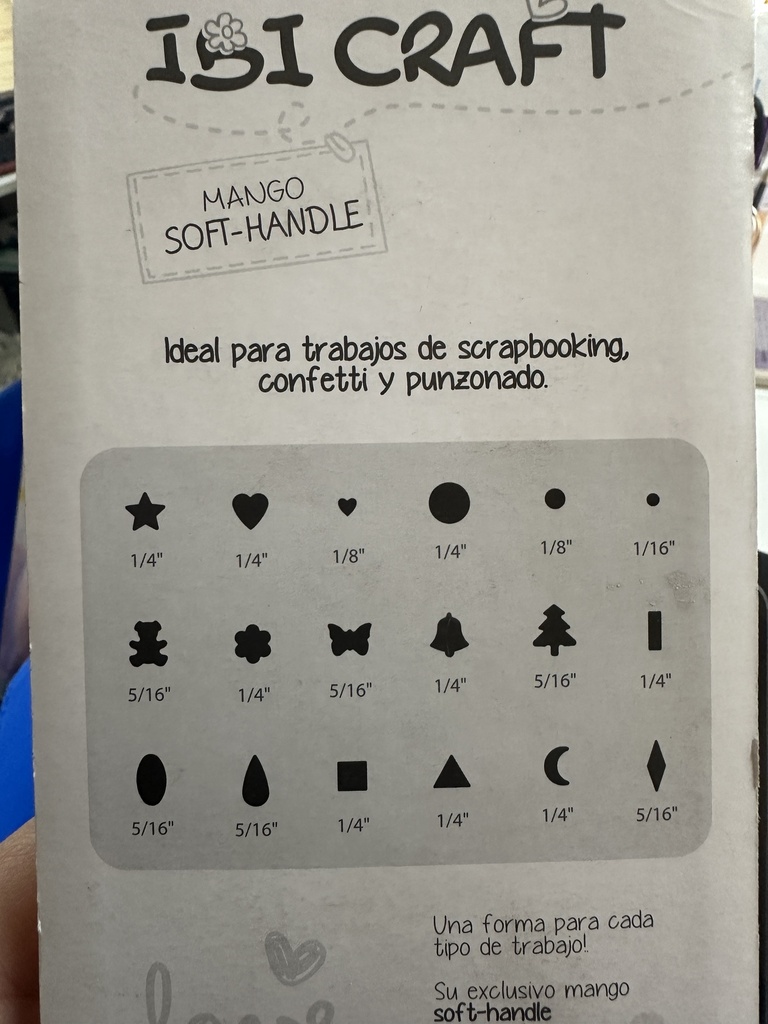 IBI CRAFT
MANGO
SOFT-HANDLE
Ideal para trabajos de scrapbooking,
confetti y punzonado.
1/4" 1/4" 1/8" 1/4" 1/8" 1/16"
5/16" 1/4" 5/16" 1/4" 5/16" 1/4"
5/16" 5/16" 1/4" 1/4" 1/4" 5/16"
Una forma para cada
tipo de trabajo!
Su exclusivo mango
soft-handle